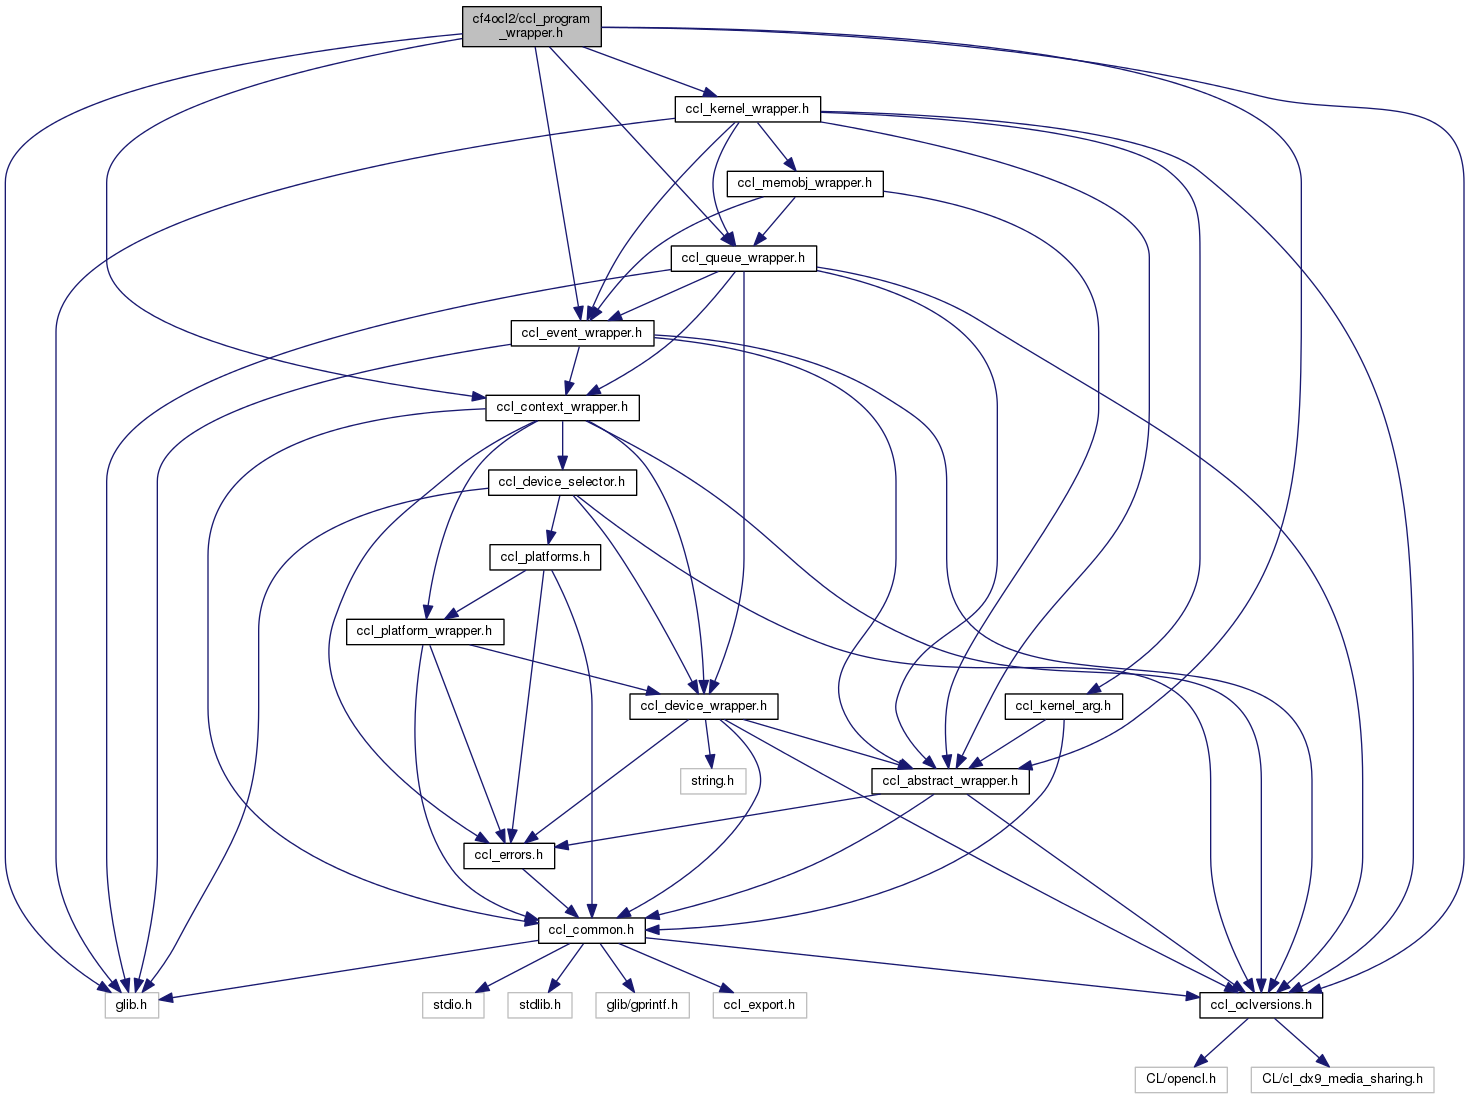 cf4ocl2/ccl_program
_wrapper.h
ccl_kernel_wrapper.h
ccl_memobj_wrapper.h
ccl_queue_wrapper.h
ccl_event_wrapper.h
ccl_context_wrapper.h
ccl_device_selector.h
ccl_platforms.h
ccl_platform_wrapper.h
ccl_device_wrapper.h
ccl_kernel_arg.h
string.h
ccl_abstract_wrapper.h
ccl_errors.h
ccl_common.h
glib.h
stdio.h
stdlib.h
glib/gprintf.h
ccl_export.h
ccl_oclversions.h
CL/opencl.h
CL/cl_dx9_media_sharing.h